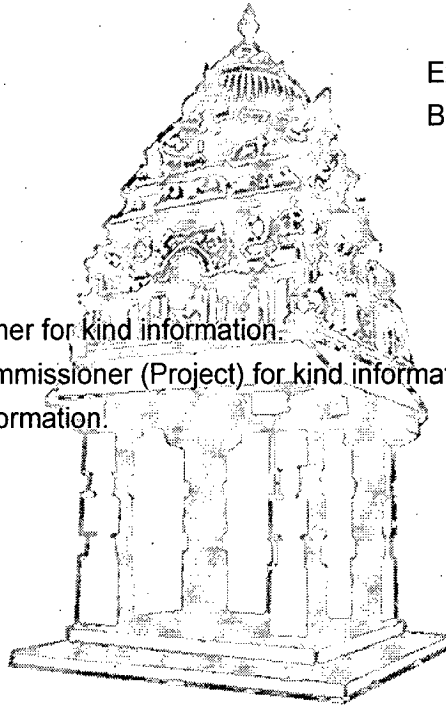 E
B
ner for kind information.
mmissioner (Project) for kind informat
ormation.